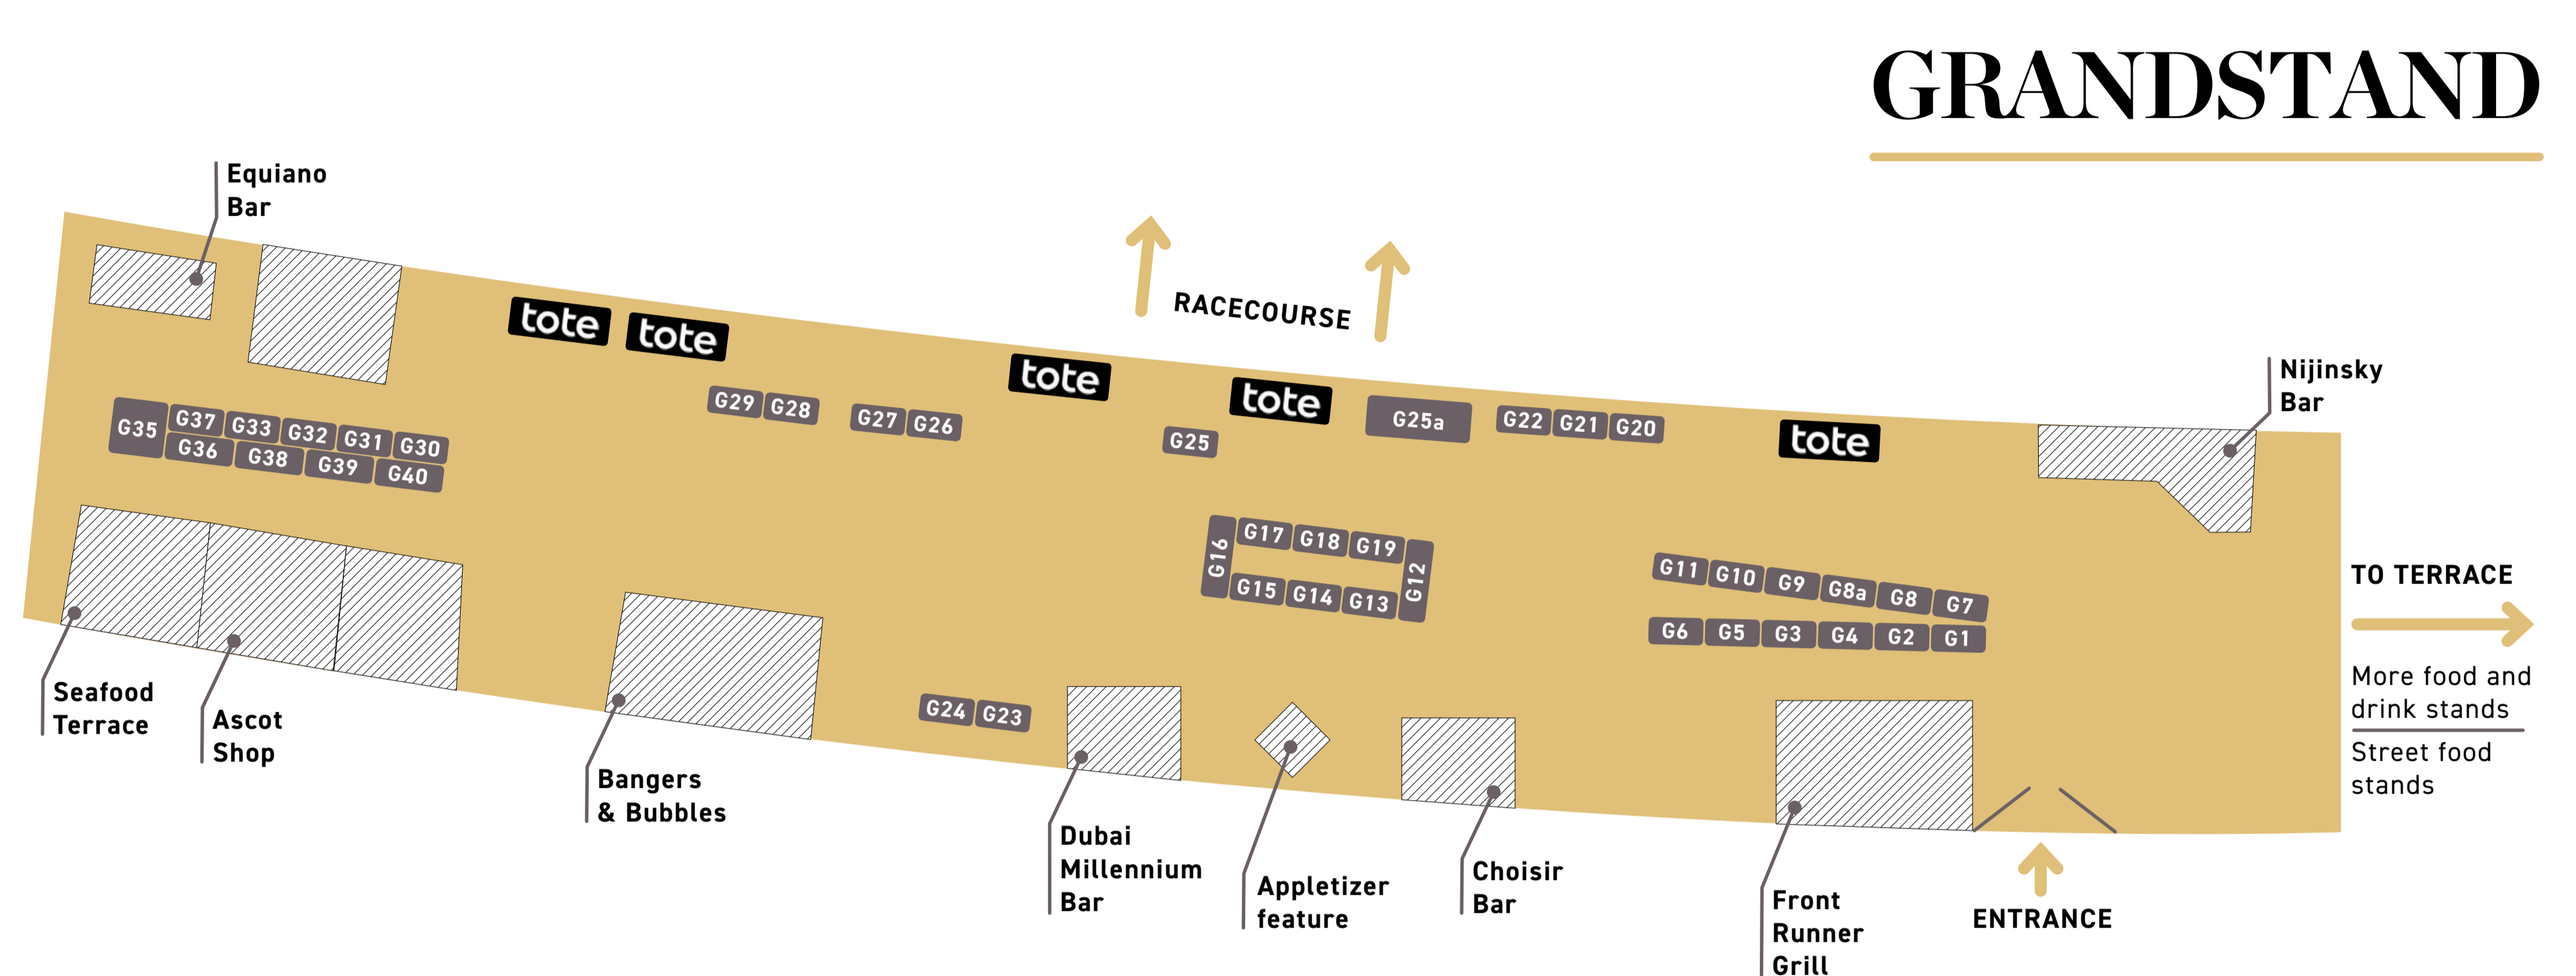 GRANDSTAND
Equiano
Bar
RACECOURSE
tote
tote
tote
tote
tote
Nijinsky
Bar
G29 G28
G27 G26
G25
G25a
G22 G21 G20
G35
G37 G33 G32 G31 G30
G36 G38 G39 G40
G16
G17 G18 G19
G12
G15 G14 G13
G11 G10 G9 G8a G8 G7
G6 G5 G3 G4 G2 G1
G24 G23
TO TERRACE
More food and
drink stands
Street food
stands
Seafood
Terrace
Ascot
Shop
Bangers
& Bubbles
Dubai
Millennium
Bar
Appletizer
feature
Choisir
Bar
Front
Runner
Grill
ENTRANCE